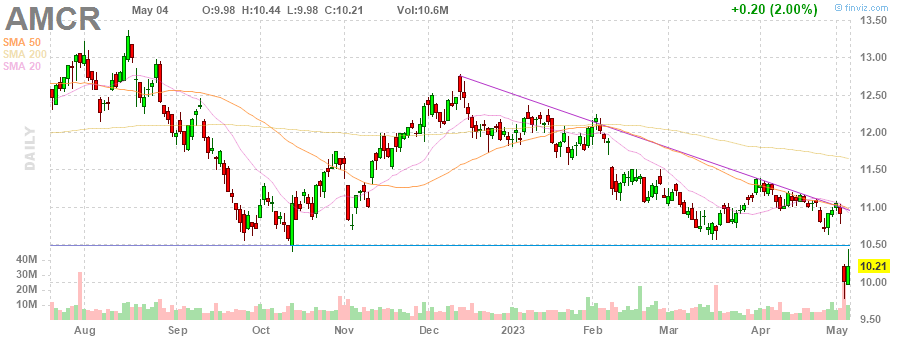 AMCR May 04 O:9.98 H:10.44 L:9.98 C:10.21 Vol:10.6M +0.20 (2.00%) © finviz.com
SMA 50
SMA 200
SMA 20
DAILY
13.50
13.00
12.50
12.00
11.50
11.00
10.50
10.21
10.00
9.50
40M
30M
20M
10M
Aug Sep Oct Nov Dec 2023 Feb Mar Apr May